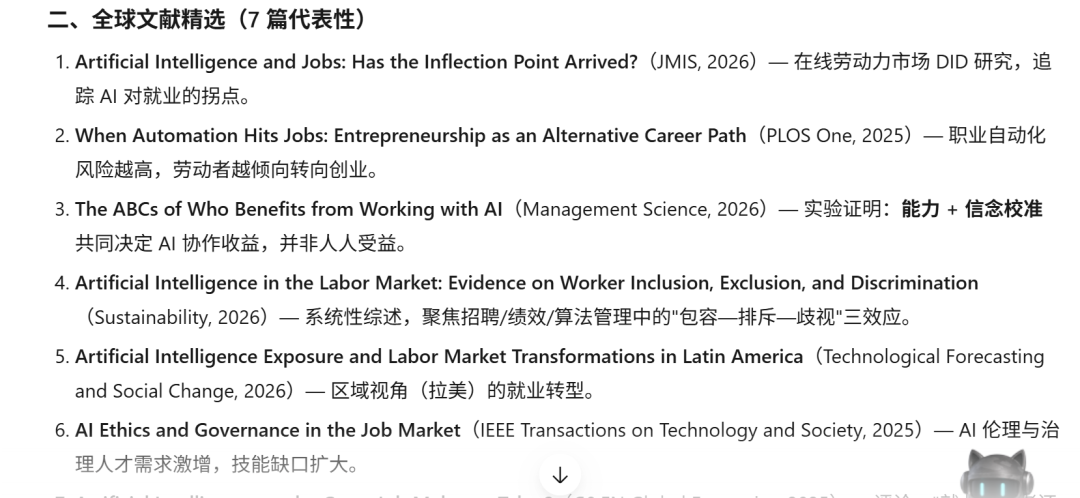 二、全球文献精选（7 篇代表性）
1. Artificial Intelligence and Jobs: Has the Inflection Point Arrived?（JMIS, 2026）— 在线劳动力市场 DID 研究，追
踪 AI 对就业的拐点。
2. When Automation Hits Jobs: Entrepreneurship as an Alternative Career Path（PLOS One, 2025）— 职业自动化
风险越高，劳动者越倾向转向创业。
3. The ABCs of Who Benefits from Working with AI（Management Science, 2026）— 实验证明：能力 + 信念校准
共同决定 AI 协作收益，并非人人受益。
4. Artificial Intelligence in the Labor Market: Evidence on Worker Inclusion, Exclusion, and Discrimination
（Sustainability, 2026）— 系统性综述，聚焦招聘/绩效/算法管理中的"包容—排斥—歧视"三效应。
5. Artificial Intelligence Exposure and Labor Market Transformations in Latin America（Technological Forecasting
and Social Change, 2026）— 区域视角（拉美）的就业转型。
6. AI Ethics and Governance in the Job Market（IEEE Transactions on Technology and Society, 2025）— AI 伦理与治
理人才需求激增，技能缺口扩大。